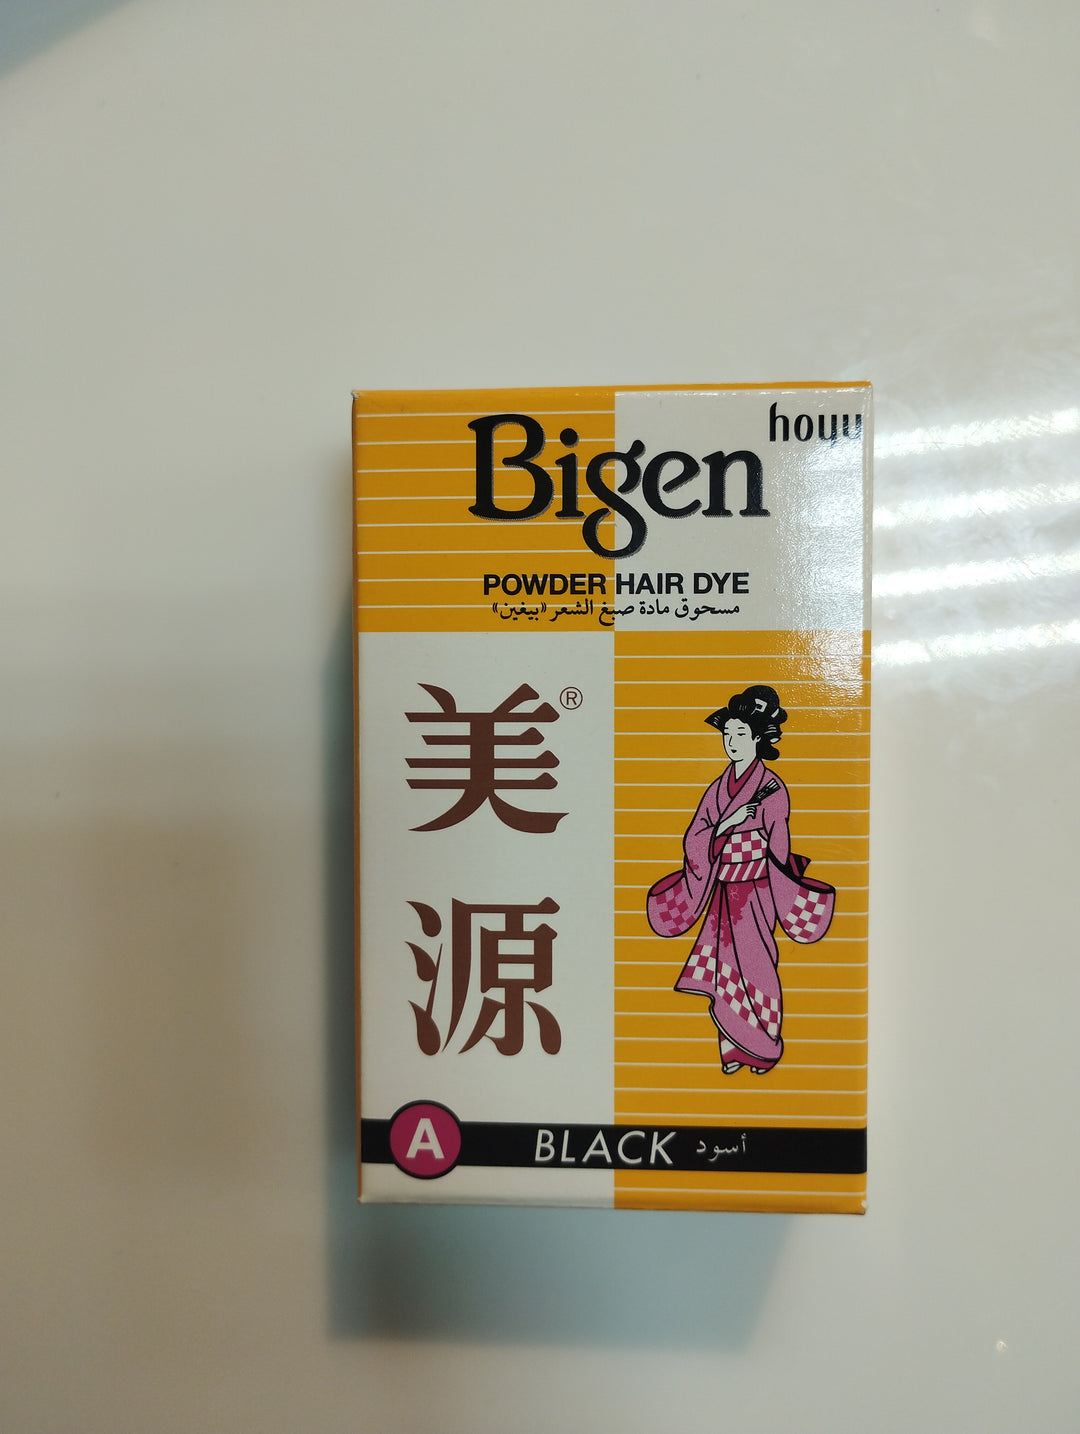 hoyu
Bigen
POWDER HAIR DYE
مسحوق مادة صبغ الشعر «بيغين»
美®
源
A BLACK أسود